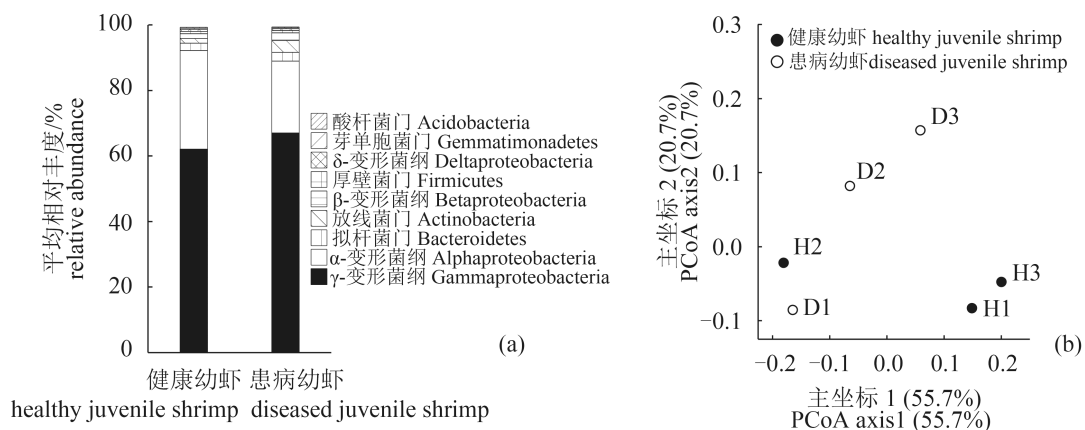 100
80
60
40
20
0
平均相对丰度/%
relative abundance
酸杆菌门 Acidobacteria
芽单胞菌门 Gemmatimonadetes
δ-变形菌纲 Deltaproteobacteria
厚壁菌门 Firmicutes
β-变形菌纲 Betaproteobacteria
放线菌门 Actinobacteria
拟杆菌门 Bacteroidetes
α-变形菌纲 Alphaproteobacteria
γ-变形菌纲 Gammaproteobacteria
(a)
健康幼虾 患病幼虾
healthy juvenile shrimp diseased juvenile shrimp
0.3
0.2
0.1
0.0
−0.1
主坐标 2 (20.7%)
PCoA axis2 (20.7%)
健康幼虾 healthy juvenile shrimp
患病幼虾diseased juvenile shrimp
D3
D2
H2
H3
D1
H1
(b)
−0.2 −0.1 0.0 0.1 0.2
主坐标 1 (55.7%)
PCoA axis1 (55.7%)